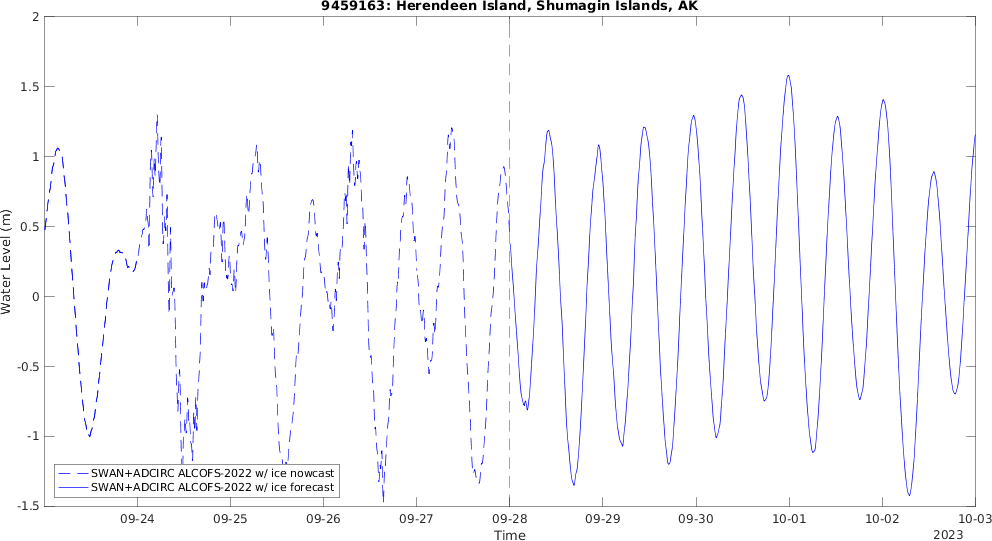 9459163: Herendeen Island, Shumagin Islands, AK
2
1.5
1
0.5
0
-0.5
-1
-1.5
Water Level (m)
SWAN+ADCIRC ALCOFS-2022 w/ ice nowcast
SWAN+ADCIRC ALCOFS-2022 w/ ice forecast
09-24 09-25 09-26 09-27 09-28 09-29 09-30 10-01 10-02 10-03
Time
2023